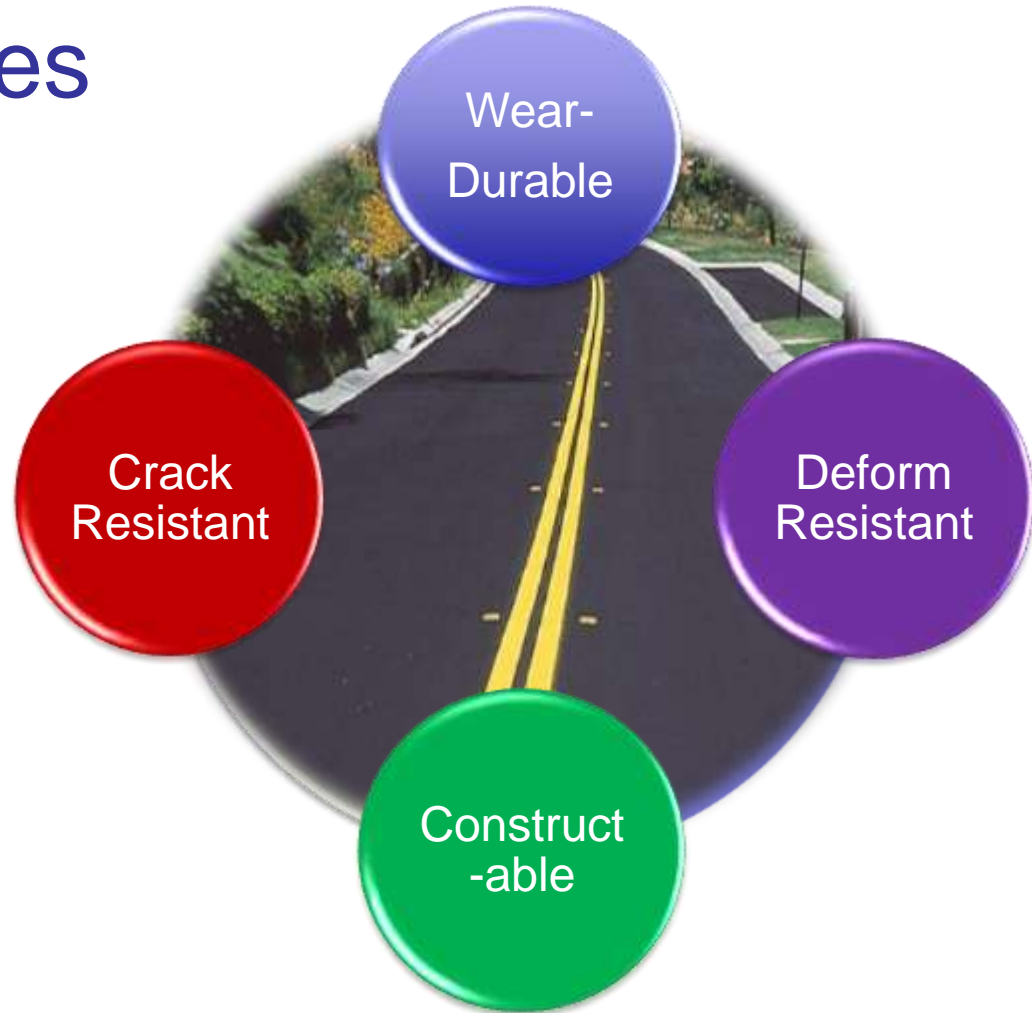 es
Wear-
Durable
Crack
Resistant
Deform
Resistant
Construct
-able